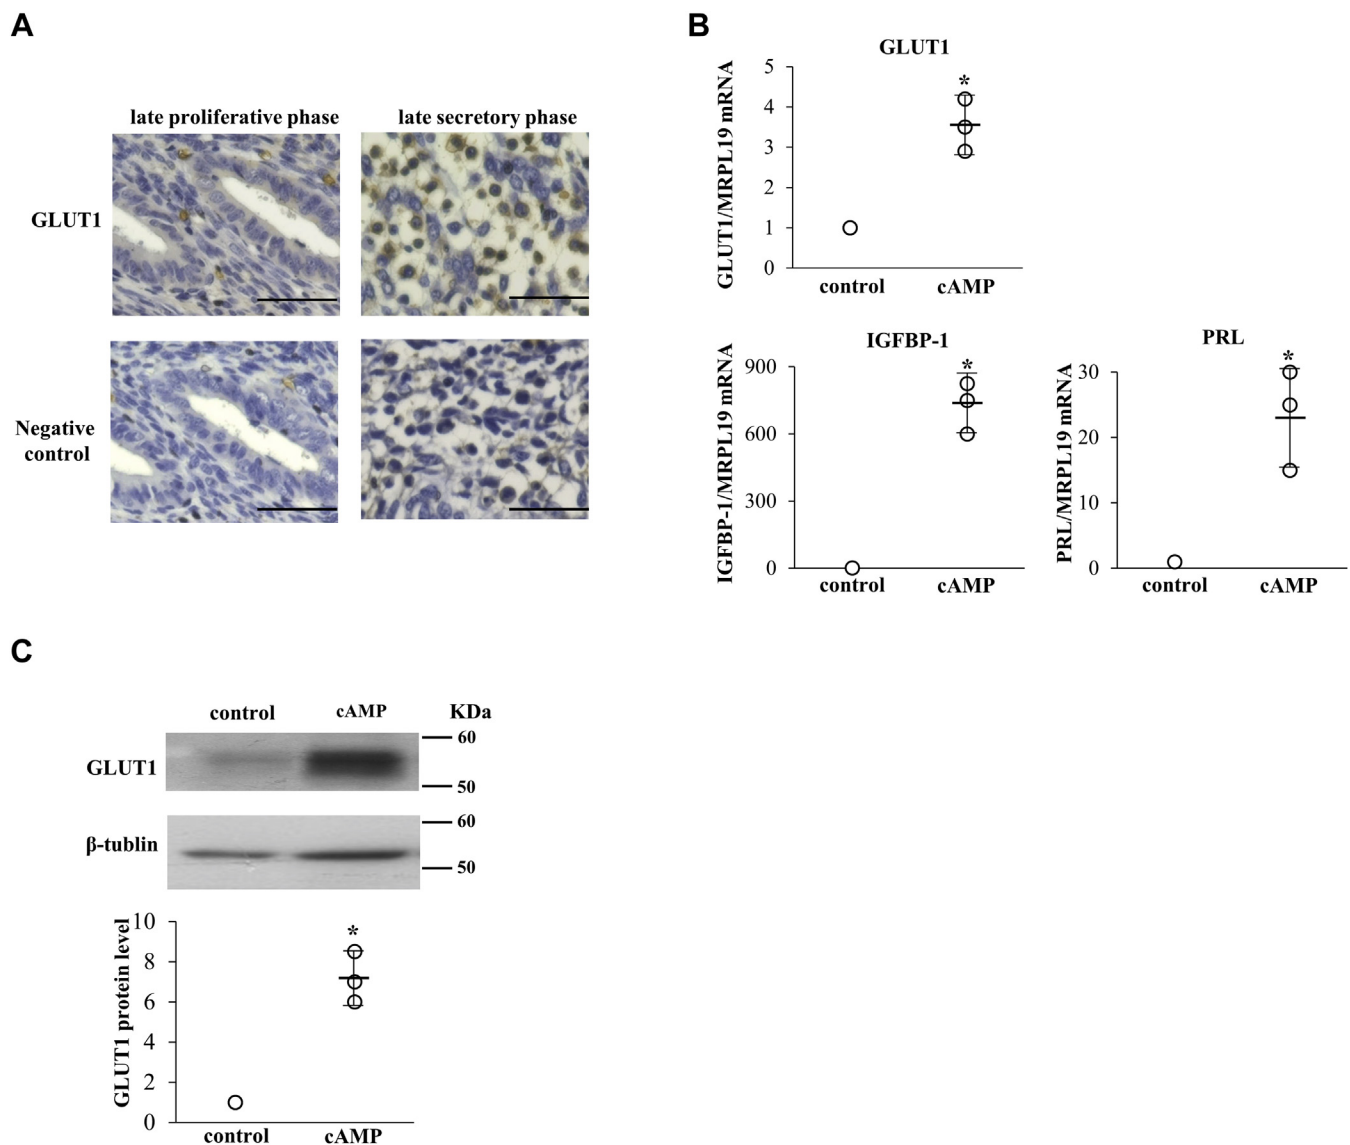 A
late proliferative phase
late secretory phase
GLUT1
Negative
control
B
GLUT1
GLUT1/MRPL19 mRNA
5
4
3
2
1
0
*
control
cAMP
IGFBP-1
IGFBP-1/MRPL19 mRNA
900
600
300
0
*
control
cAMP
PRL
PRL/MRPL19 mRNA
30
20
10
0
*
control
cAMP
C
control
cAMP
KDa
GLUT1
60
50
β-tublin
60
50
GLUT1 protein level
10
8
6
4
2
0
*
control
cAMP